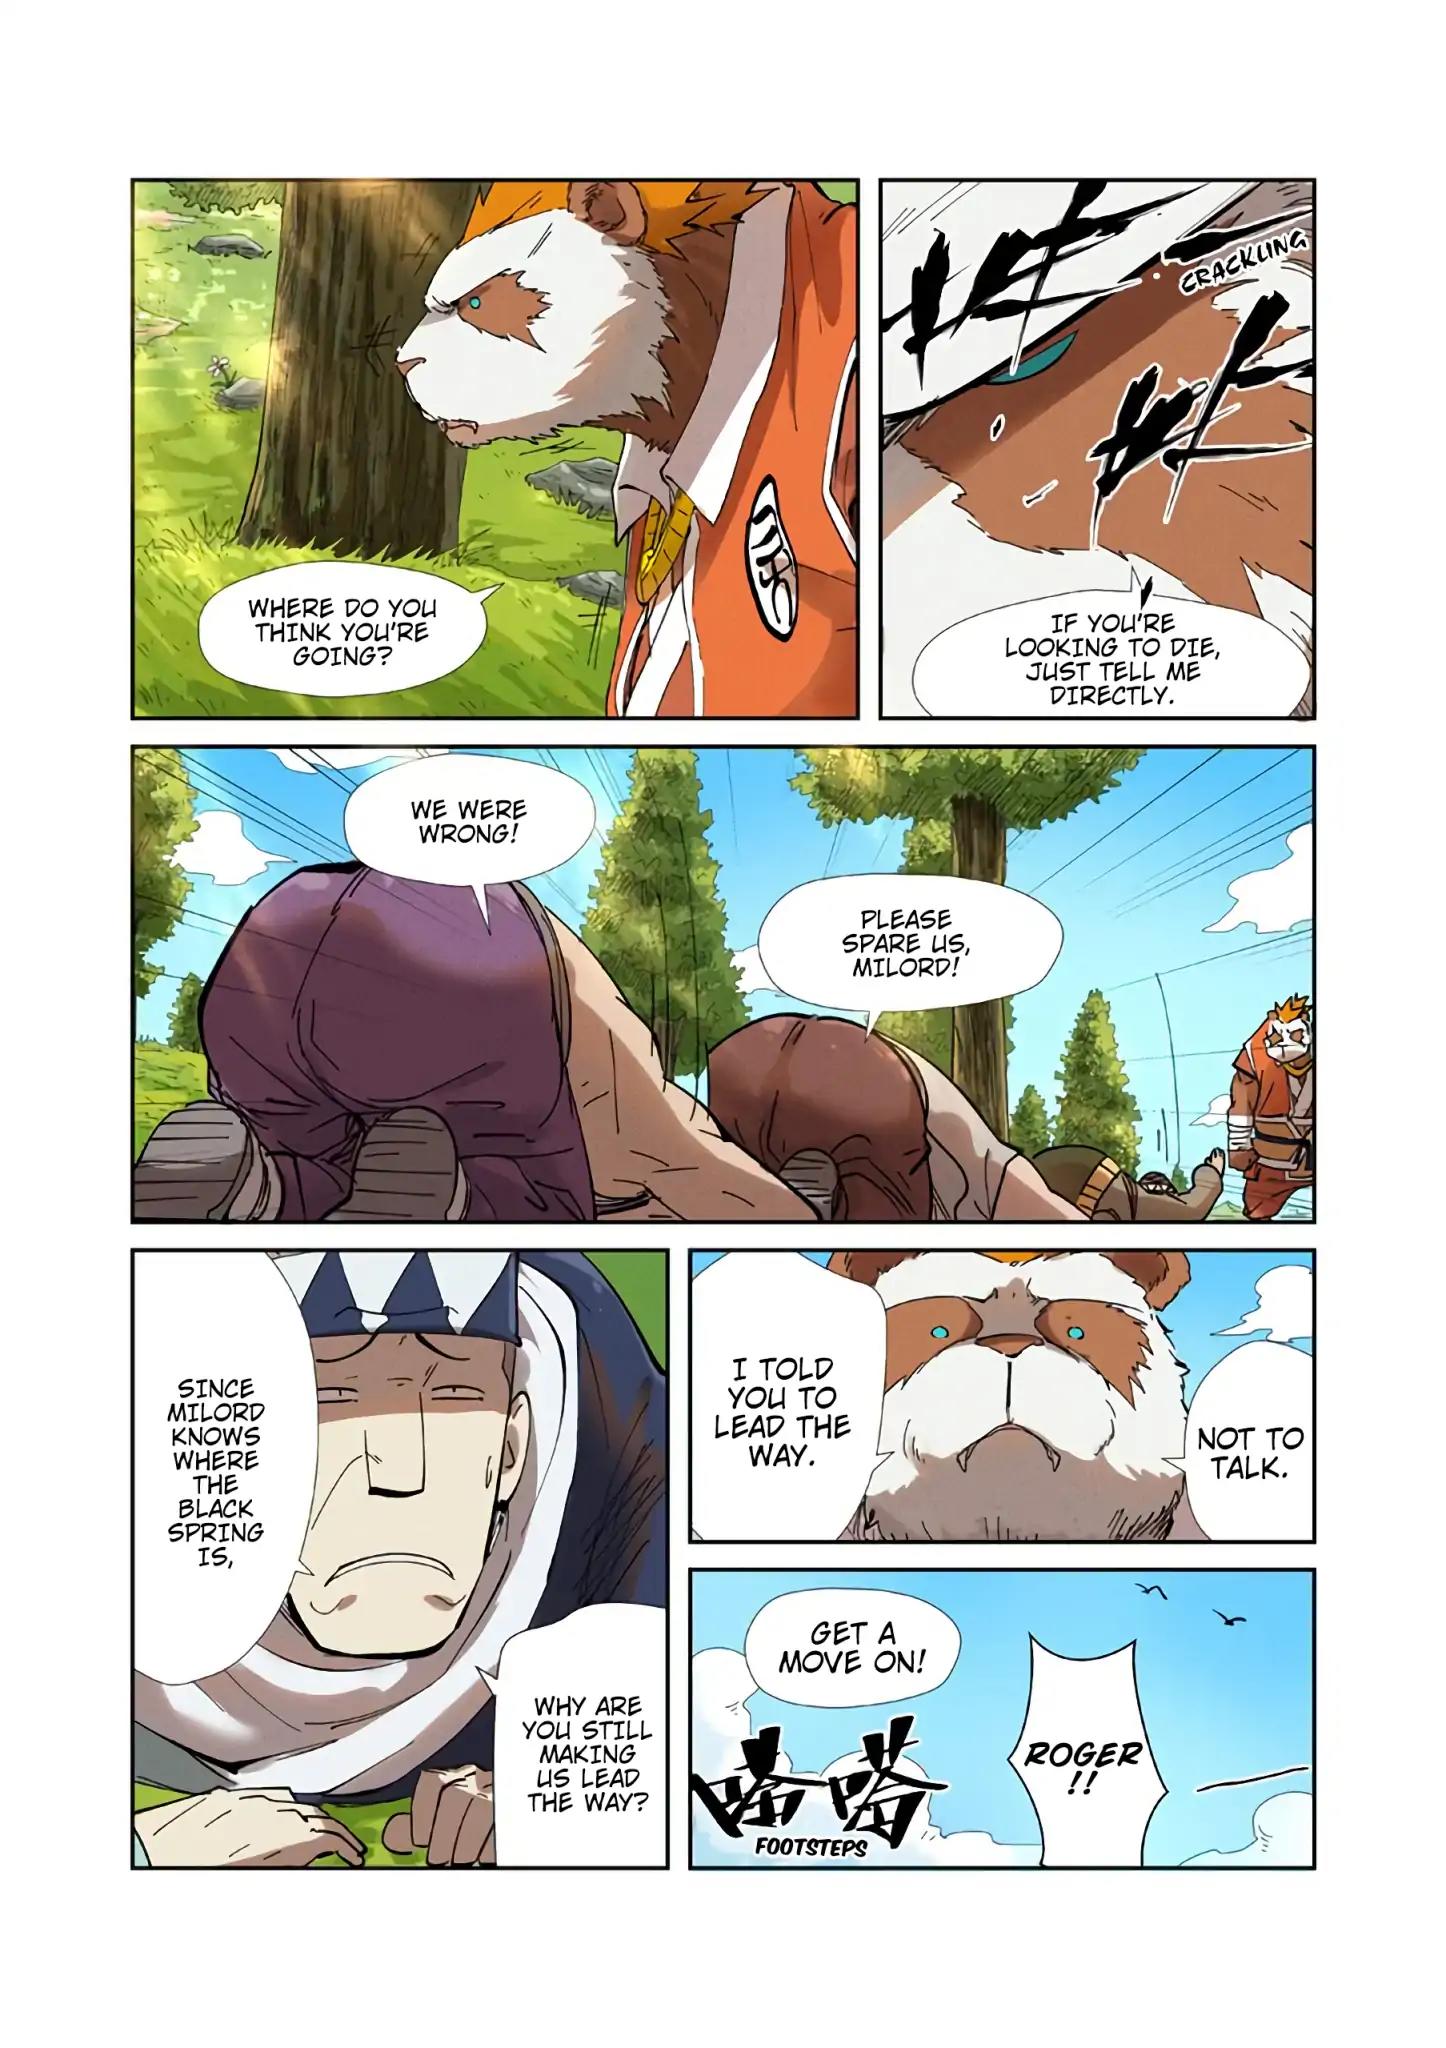 WHERE DO YOU
THINK YOU'RE
GOING?
CRACKLING
IF YOU'RE
LOOKING TO DIE,
JUST TELL ME
DIRECTLY.
WE WERE
WRONG!
PLEASE
SPARE US,
MILORD!
SINCE
MILORD
KNOWS
WHERE
THE
BLACK
SPRING
IS,
WHY ARE
YOU STILL
MAKING
US LEAD
THE WAY?
I TOLD
YOU TO
LEAD THE
WAY.
NOT TO
TALK.
GET A
MOVE ON!
嗒嗒
FOOTSTEPS
ROGER
!!